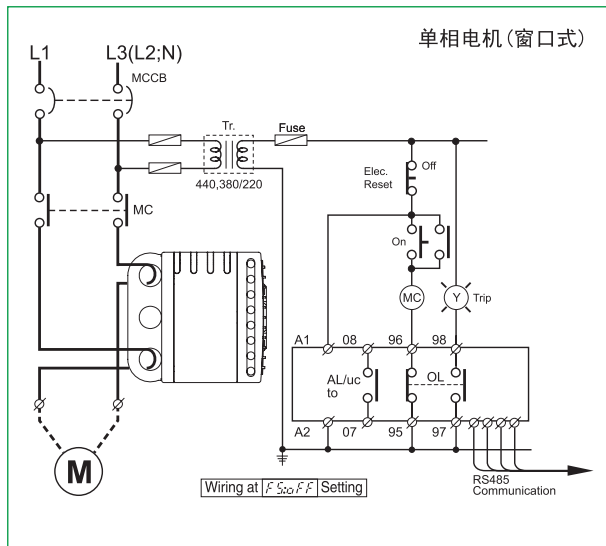 单相电机(窗口式)
L1
L3(L2;N)
MCCB
Tr.
Fuse
440,380/220
Elec.
Reset
Off
MC
On
MC
Y
Trip
A1
08
96
98
AL/uc
to
OL
A2
07
95
97
M
Wiring at FS:oFF Setting
RS485
Communication